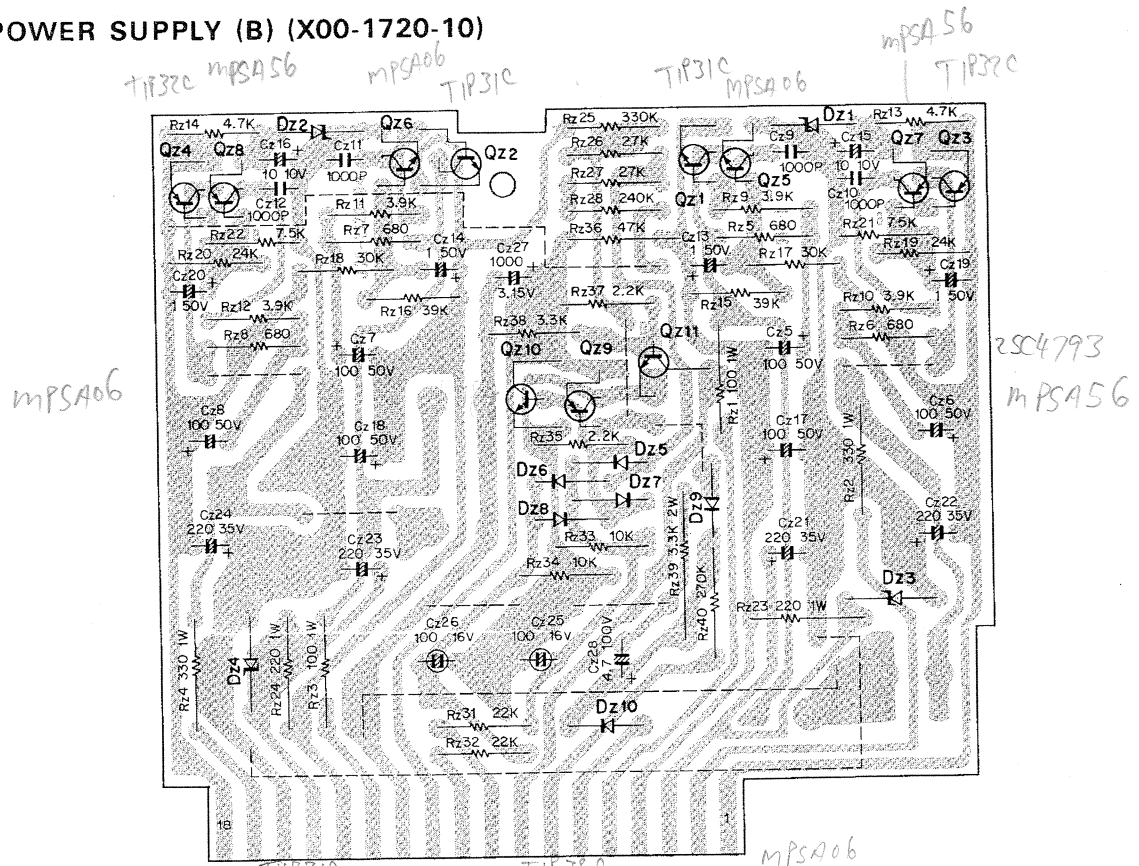 POWER SUPPLY (B) (X00-1720-10)
TIP32C mPSA56 mPSA06 TIP31C TIP31C MPSA06 mPSA56 TIP32C
Rz14 4.7K Dz2 Qz6 Rz25 330K Dz1 Rz13 4.7K
Qz4 Qz8 Cz16 10 10V Cz11 1000P Qz2 Rz26 27K Cz9 1000P Cz15 10 10V Qz7 Qz3
Cz12 1000P Rz27 27K Qz1 Qz5 Cz10 1000P
Rz11 3.9K Rz28 240K Rz9 3.9K
Rz22 7.5K Rz7 680 Rz36 47K Rz5 680 Rz21 7.5K
Rz20 24K Rz18 30K Cz14 1 50V Cz27 1000 3.15V Cz13 1 50V Rz17 30K Rz19 24K
Cz20 1 50V Rz16 39K Rz37 2.2K Rz15 39K Cz19 1 50V
Rz12 3.9K Rz38 3.3K Rz10 3.9K
Rz8 680 Cz7 100 50V Qz10 Qz9 Qz11 Rz1 100 1W Cz5 100 50V Rz6 680
2SC4793
mPSA06 mPSA56
Cz8 100 50V Cz18 100 50V Rz35 2.2K Cz17 100 50V Rz2 330 1W Cz6 100 50V
Dz6 Dz5
Dz8 Dz7 Dz9
Cz24 220 35V Cz23 220 35V Rz33 10K Rz39 3.3K 2W Cz21 220 35V Cz22 220 35V
Rz34 10K Rz40 270K Dz3
Rz23 220 1W
Rz4 330 1W Dz4 Rz24 220 1W Rz3 100 1W Cz26 100 16V Cz25 100 16V Cz28 4.7 100V
Rz31 22K Dz10
Rz32 22K
18 1
MPSA06